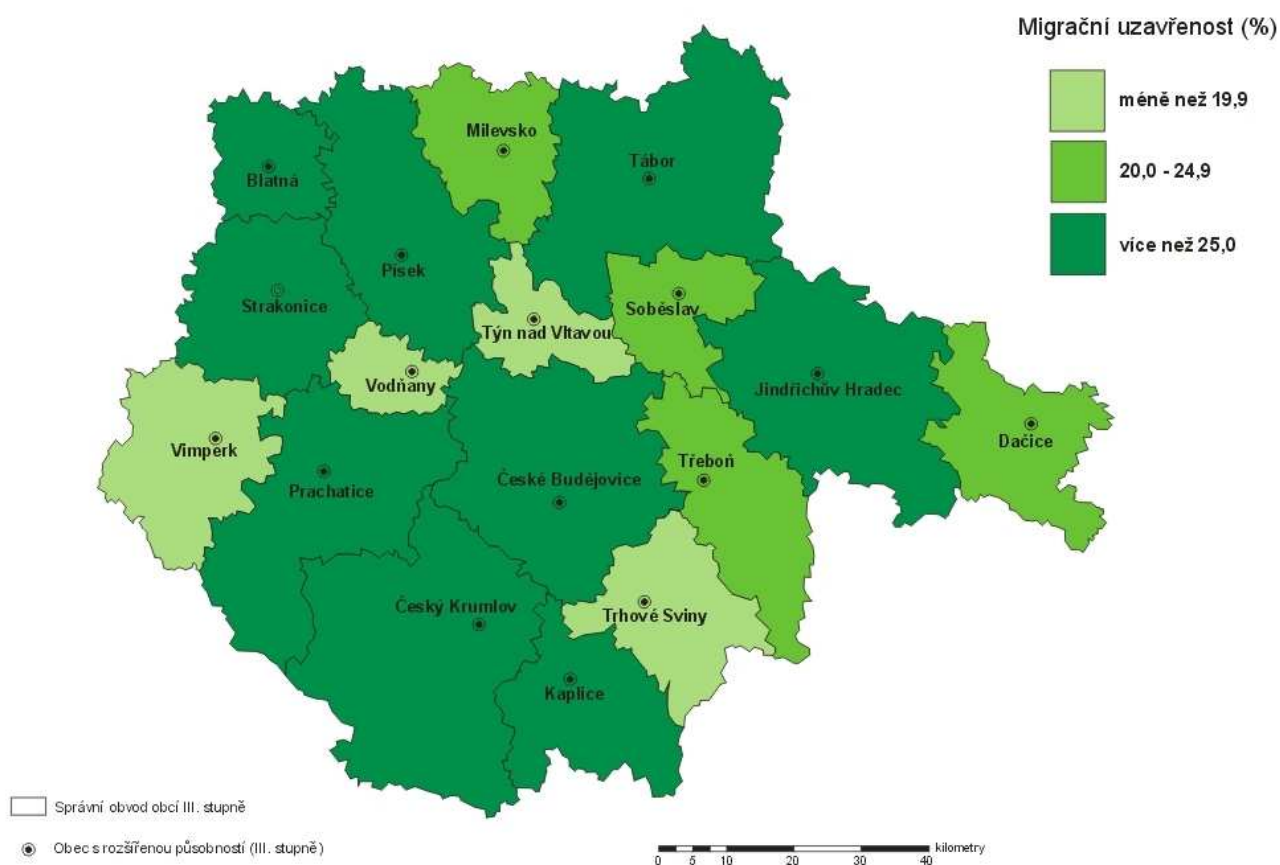 Migrační uzavřenost (%)
méně než 19,9
20,0 - 24,9
více než 25,0
Milevsko
Tábor
Blatná
Písek
Strakonice
Soběslav
Týn nad Vltavou
Vodňany
Jindřichův Hradec
Dačice
Vimperk
Třeboň
České Budějovice
Prachatice
Český Krumlov
Trhové Sviny
Kaplice
Správní obvod obcí III. stupně
Obec s rozšířenou působností (III. stupně)
kilometry
0 5 10 20 30 40